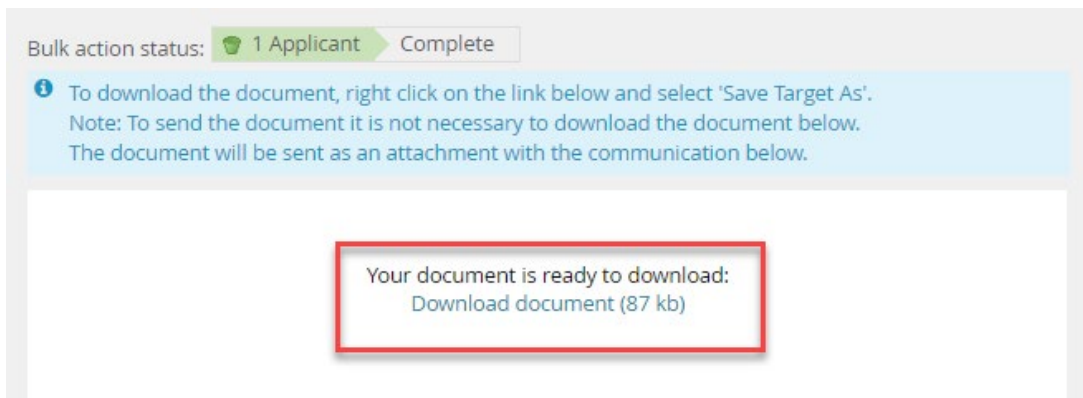 Bulk action status: 1 Applicant Complete
To download the document, right click on the link below and select 'Save Target As'.
Note: To send the document it is not necessary to download the document below.
The document will be sent as an attachment with the communication below.
Your document is ready to download:
Download document (87 kb)